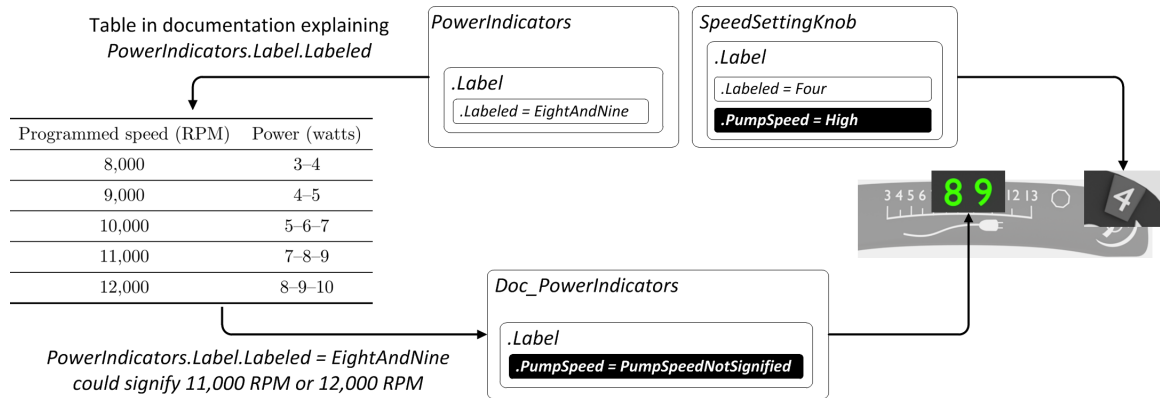 Table in documentation explaining
PowerIndicators.Label.Labeled
PowerIndicators
.Label
.Labeled = EightAndNine
SpeedSettingKnob
.Label
.Labeled = Four
.PumpSpeed = High
Programmed speed (RPM) Power (watts)
8,000 3–4
9,000 4–5
10,000 5–6–7
11,000 7–8–9
12,000 8–9–10
3 4 5 6 8 9 12 13
4
P
Doc_PowerIndicators
.Label
.PumpSpeed = PumpSpeedNotSignified
PowerIndicators.Label.Labeled = EightAndNine
could signify 11,000 RPM or 12,000 RPM